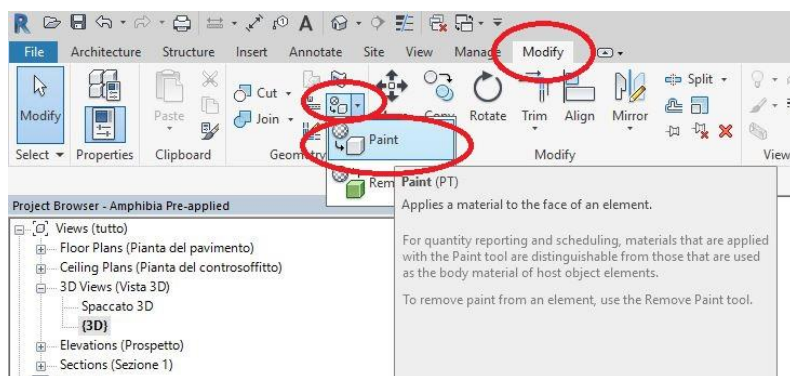 R A
File Architecture Structure Insert Annotate Site View Manage Modify
Cut Split
Modify Paste Join Paint Rotate Trim Align Mirror
Select Properties Clipboard Geometry Modify View
Paint (PT)
Applies a material to the face of an element.
For quantity reporting and scheduling, materials that are applied
with the Paint tool are distinguishable from those that are used
as the body material of host object elements.
To remove paint from an element, use the Remove Paint tool.
Project Browser - Amphibia Pre-applied
Views (tutto)
Floor Plans (Pianta del pavimento)
Ceiling Plans (Pianta del controsoffitto)
3D Views (Vista 3D)
Spaccato 3D
{3D}
Elevations (Prospetto)
Sections (Sezione 1)